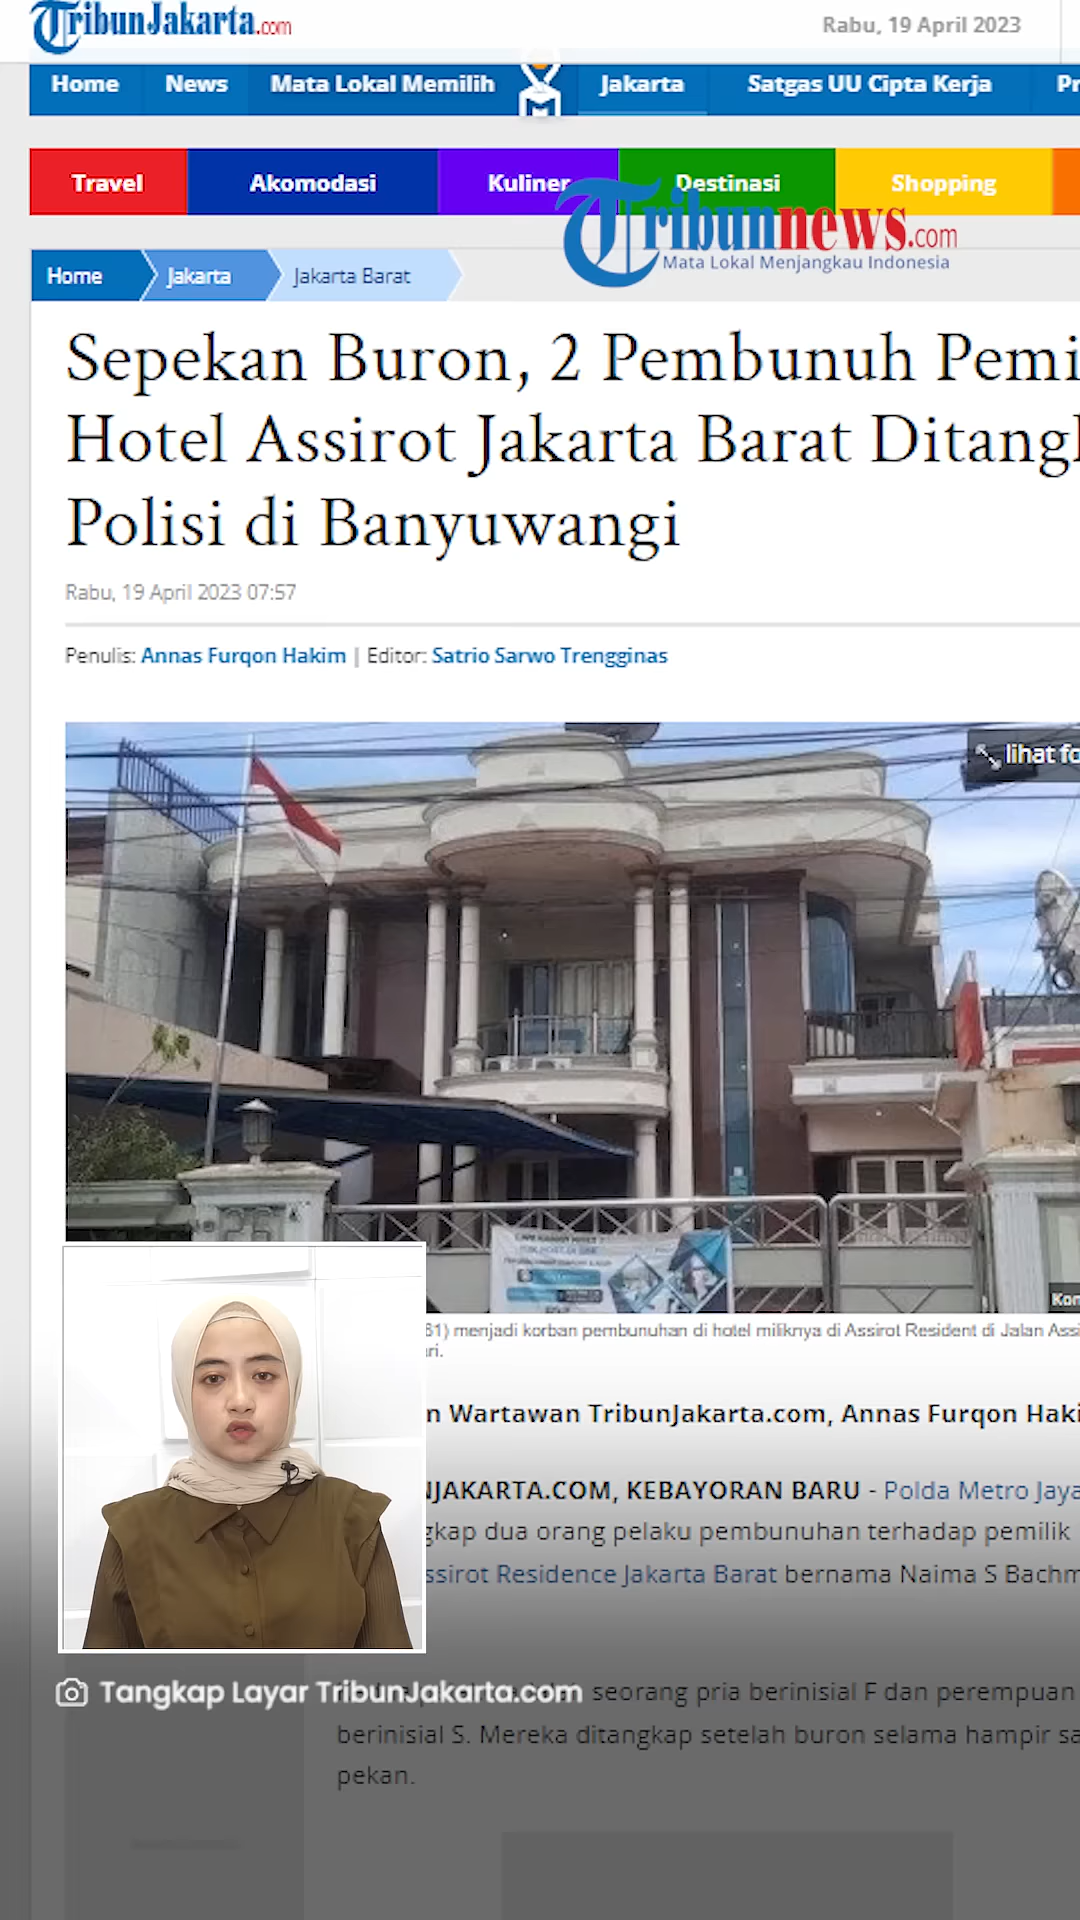 TribunJakarta.com
Rabu, 19 April 2023
Home News Mata Lokal Memilih Jakarta Satgas UU Cipta Kerja Pr
Travel Akomodasi Kuliner Destinasi Shopping
Tribunnews.com
Mata Lokal Menjangkau Indonesia
Home Jakarta Jakarta Barat
Sepekan Buron, 2 Pembunuh Pemi
Hotel Assirot Jakarta Barat Ditangk
Polisi di Banyuwangi
Rabu, 19 April 2023 07:57
Penulis: Annas Furqon Hakim | Editor: Satrio Sarwo Trengginas
lihat fo
Kom
61) menjadi korban pembunuhan di hotel miliknya di Assirot Resident di Jalan Assi
ri.
n Wartawan TribunJakarta.com, Annas Furqon Haki
NJAKARTA.COM, KEBAYORAN BARU - Polda Metro Jaya
gkap dua orang pelaku pembunuhan terhadap pemilik
ssirot Residence Jakarta Barat bernama Naima S Bachm
Tangkap Layar TribunJakarta.com
seorang pria berinisial F dan perempuan
berinisial S. Mereka ditangkap setelah buron selama hampir sa
pekan.